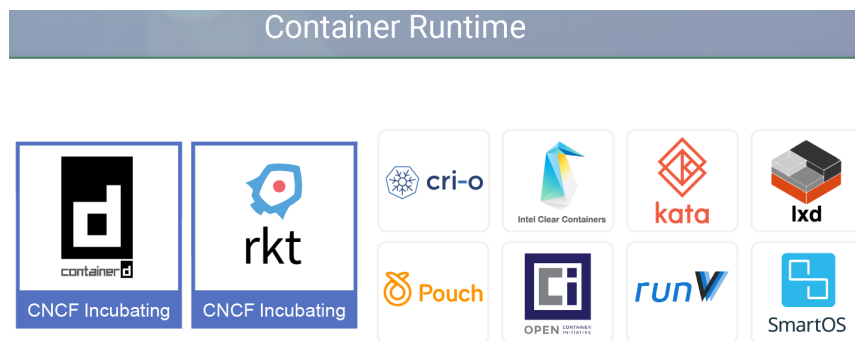 Container Runtime
containerd
CNCF Incubating
rkt
CNCF Incubating
cri-o
Intel Clear Containers
kata
lxd
Pouch
OPEN CONTAINER INITIATIVE
runV
SmartOS